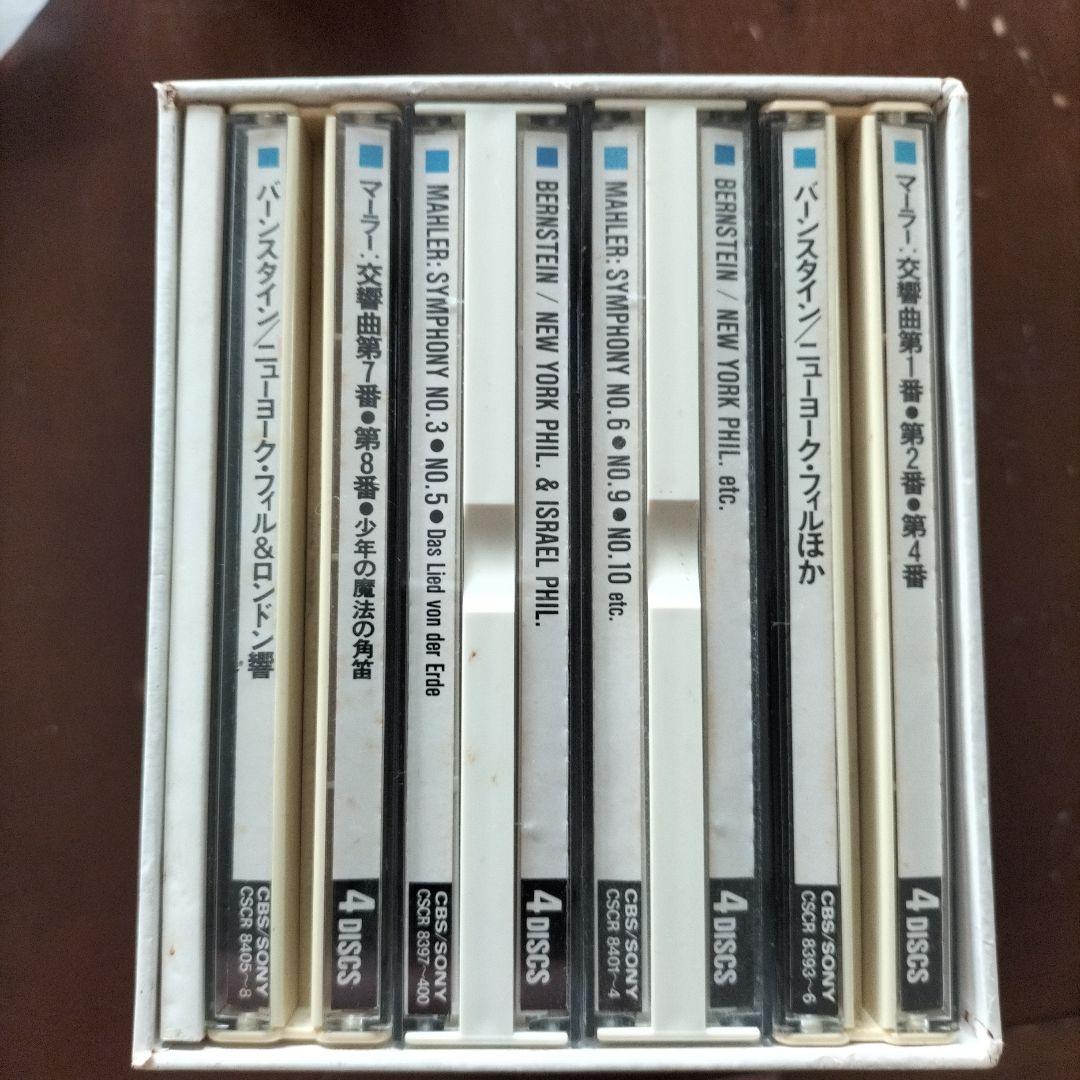 バーンスタイン/ニューヨーク・フィル&ロンドン響
CBS/SONY
CSCR 8405~8
マーラー:交響曲第7番●第8番●少年の魔法の角笛
4 DISCS
MAHLER: SYMPHONY NO.3 ● NO.5 ● Das Lied von der Erde
CBS/SONY
CSCR 8397~400
BERNSTEIN / NEW YORK PHIL. & ISRAEL PHIL.
4 DISCS
MAHLER: SYMPHONY NO.6 ● NO.9 ● NO.10 etc.
CBS/SONY
CSCR 8401~4
BERNSTEIN / NEW YORK PHIL. etc.
4 DISCS
バーンスタイン/ニューヨーク・フィルほか
CBS/SONY
CSCR 8393~6
マーラー:交響曲第1番●第2番●第4番
4 DISCS